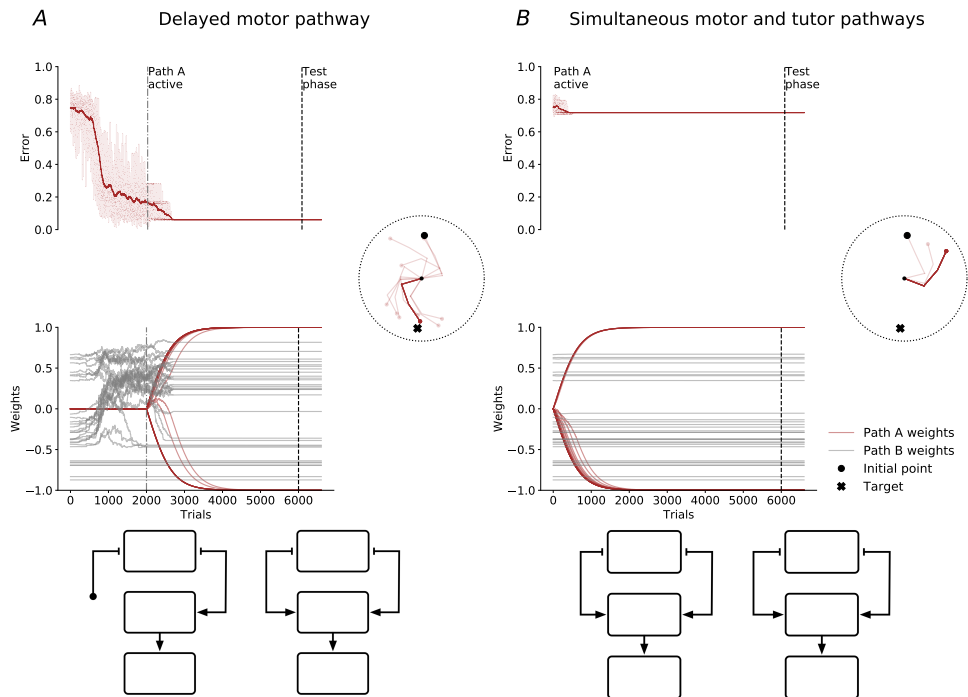 A Delayed motor pathway
B Simultaneous motor and tutor pathways
1.0
0.8
0.6
0.4
0.2
0.0
Error
Path A
active
Test
phase
1.0
0.8
0.6
0.4
0.2
0.0
Error
Path A
active
Test
phase
1.0
0.5
0.0
−0.5
−1.0
Weights
0 1000 2000 3000 4000 5000 6000
Trials
1.0
0.5
0.0
−0.5
−1.0
Weights
0 1000 2000 3000 4000 5000 6000
Trials
Path A weights
Path B weights
Initial point
Target